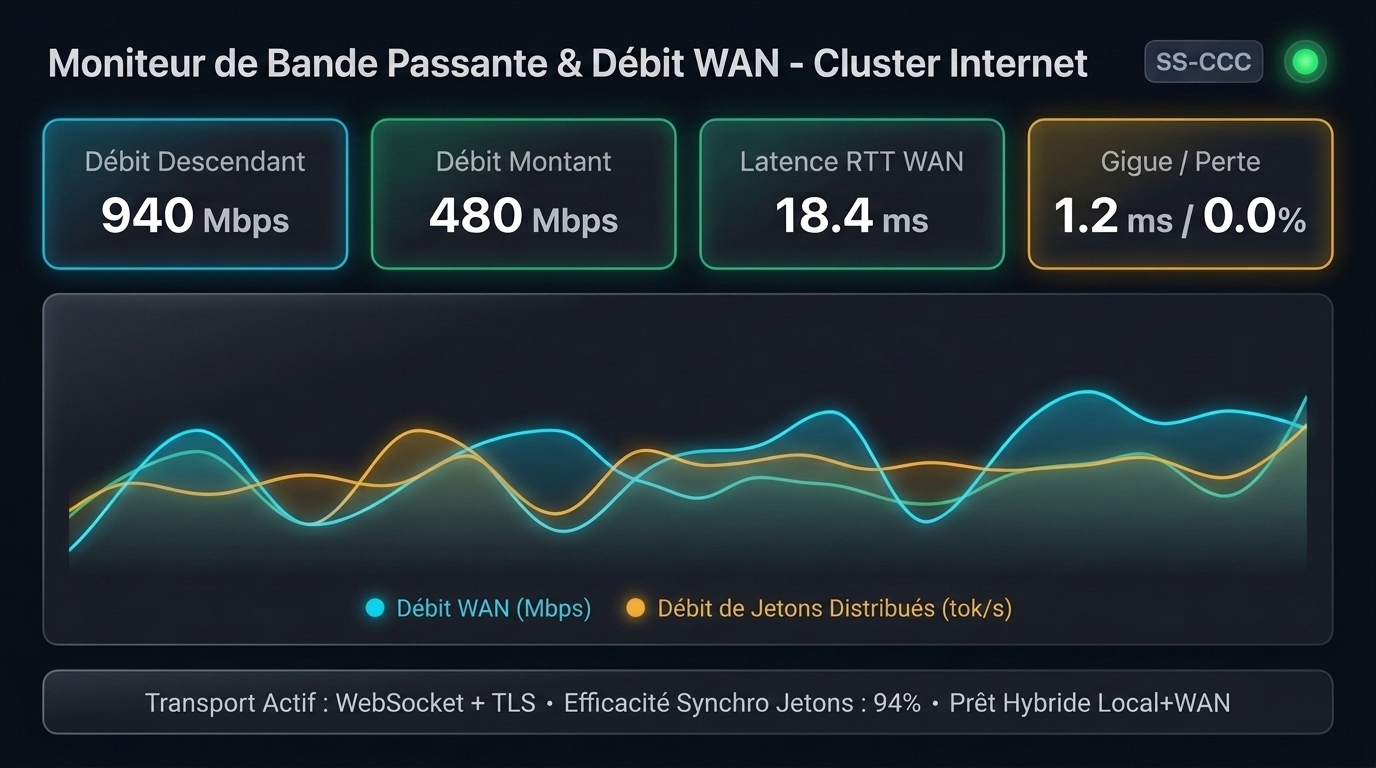 Moniteur de Bande Passante & Débit WAN - Cluster Internet
SS-CCC
Débit Descendant
940 Mbps
Débit Montant
480 Mbps
Latence RTT WAN
18.4 ms
Gigue / Perte
1.2 ms / 0.0%
Débit WAN (Mbps)
Débit de Jetons Distribués (tok/s)
Transport Actif : WebSocket + TLS • Efficacité Synchro Jetons : 94% • Prêt Hybride Local+WAN